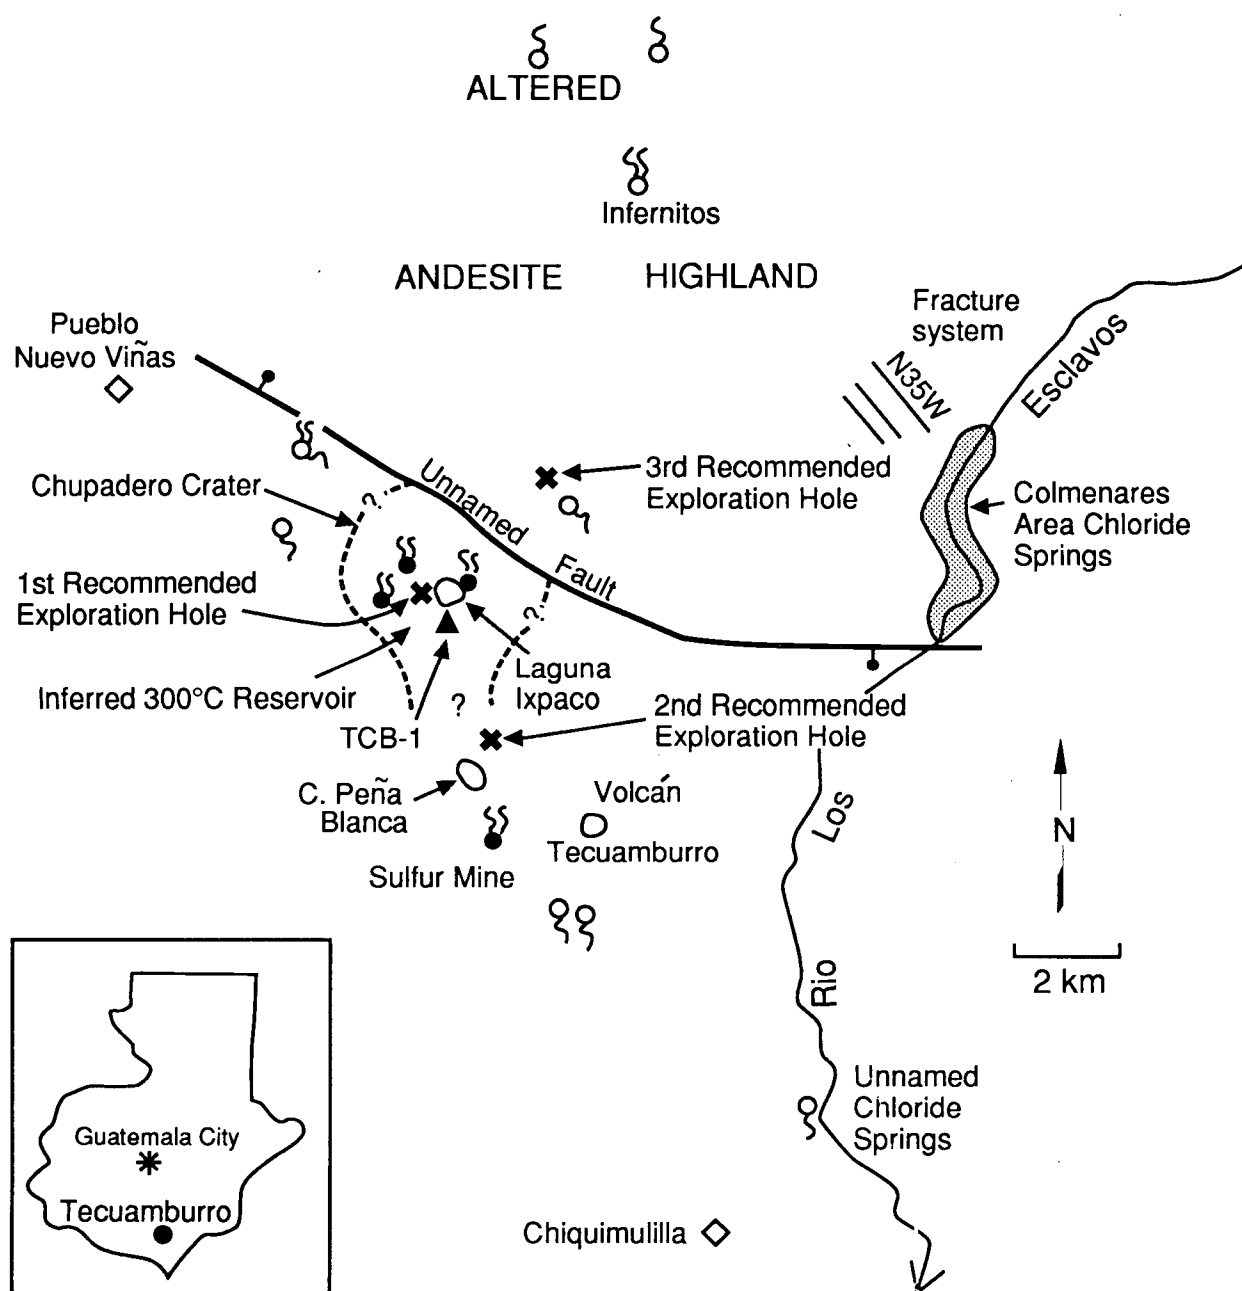 ALTERED
Infernitos
ANDESITE HIGHLAND
Fracture
system
N35W
Esclavos
Pueblo
Nuevo Viñas
Chupadero Crater
?
Unnamed
Fault
3rd Recommended
Exploration Hole
Colmenares
Area Chloride
Springs
1st Recommended
Exploration Hole
?
Laguna
Ixpaco
Inferred 300°C Reservoir
?
TCB-1
2nd Recommended
Exploration Hole
C. Peña
Blanca
Volcán
Tecuamburro
Sulfur Mine
Los
N
Rio
2 km
Unnamed
Chloride
Springs
Guatemala City
Tecuamburro
Chiquimulilla